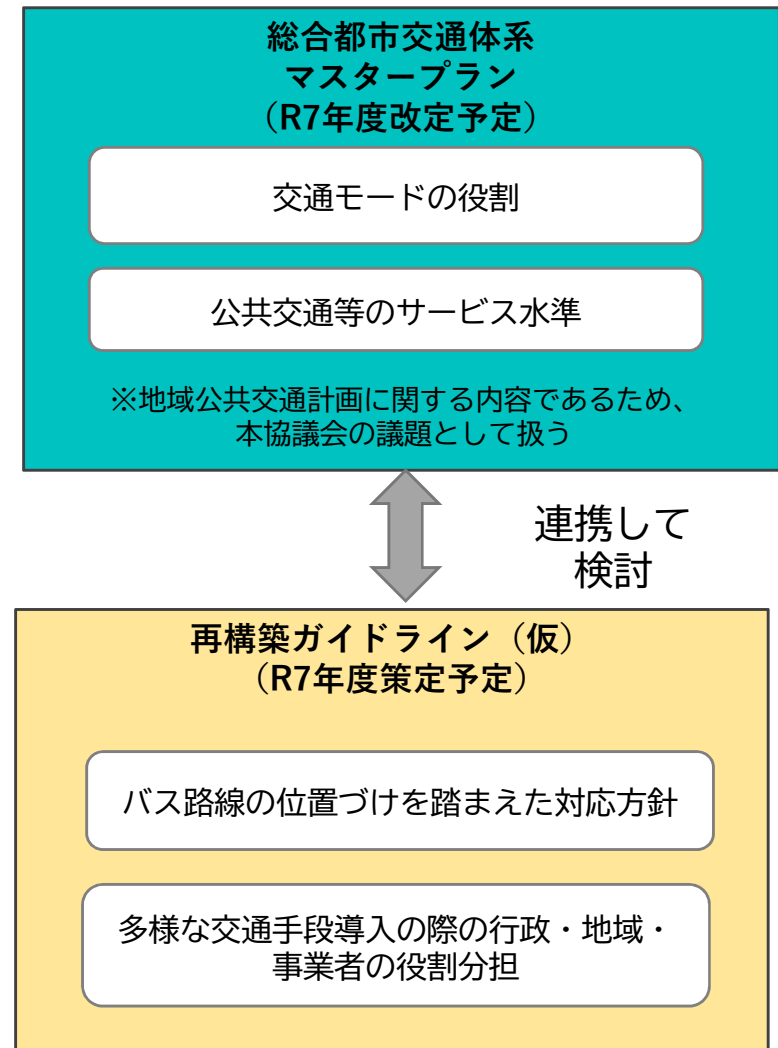 総合都市交通体系
マスタープラン
（R7年度改定予定）
交通モードの役割
公共交通等のサービス水準
※地域公共交通計画に関する内容であるため、
本協議会の議題として扱う
連携して
検討
再構築ガイドライン（仮）
（R7年度策定予定）
バス路線の位置づけを踏まえた対応方針
多様な交通手段導入の際の行政・地域・
事業者の役割分担